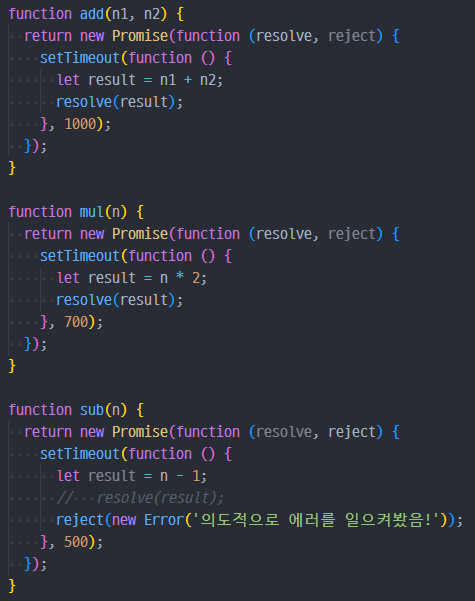 function add(n1, n2) {
  return new Promise(function (resolve, reject) {
    setTimeout(function () {
      let result = n1 + n2;
      resolve(result);
    }, 1000);
  });
}

function mul(n) {
  return new Promise(function (resolve, reject) {
    setTimeout(function () {
      let result = n * 2;
      resolve(result);
    }, 700);
  });
}

function sub(n) {
  return new Promise(function (resolve, reject) {
    setTimeout(function () {
      let result = n - 1;
      //   resolve(result);
      reject(new Error('의도적으로 에러를 일으켜봤음!'));
    }, 500);
  });
}